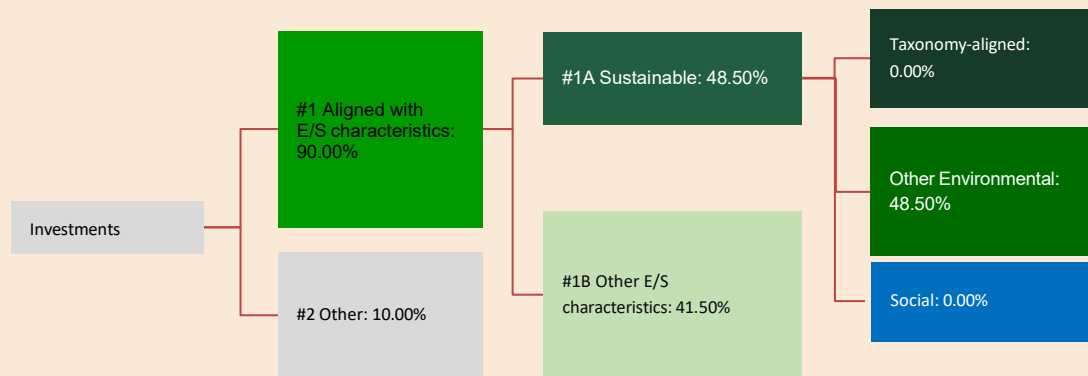 Investments
#1 Aligned with
E/S characteristics:
90.00%
#2 Other: 10.00%
#1A Sustainable: 48.50%
#1B Other E/S
characteristics: 41.50%
Taxonomy-aligned:
0.00%
Other Environmental:
48.50%
Social: 0.00%